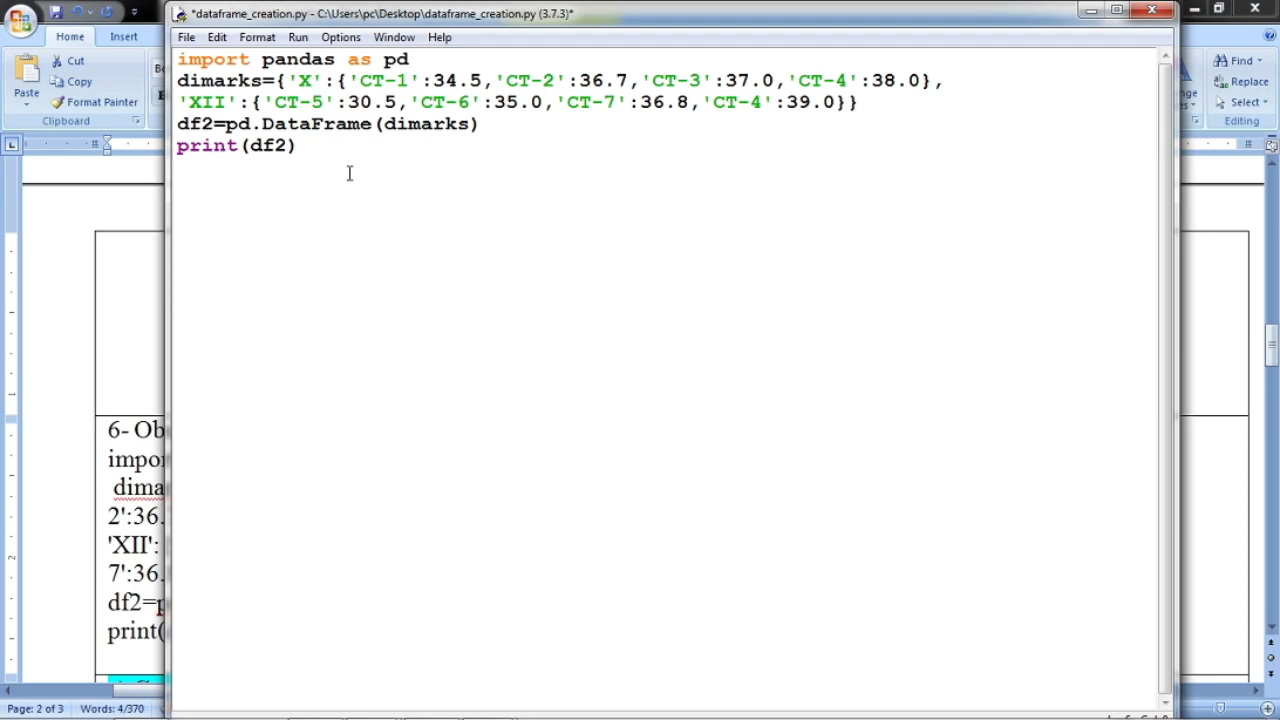 *dataframe_creation.py - C:\Users\pc\Desktop\dataframe_creation.py (3.7.3)*
Home Insert
File Edit Format Run Options Window Help
Cut
Copy
Paste
Format Painter
Clipboard
Find
Replace
Select
Editing
import pandas as pd
dimarks={'X':{'CT-1':34.5,'CT-2':36.7,'CT-3':37.0,'CT-4':38.0},
'XII':{'CT-5':30.5,'CT-6':35.0,'CT-7':36.8,'CT-4':39.0}}
df2=pd.DataFrame(dimarks)
print(df2)
6- Ob
impor
dima
2':36.
'XII':
7':36.
df2=p
print(
Page: 2 of 3 Words: 4/370